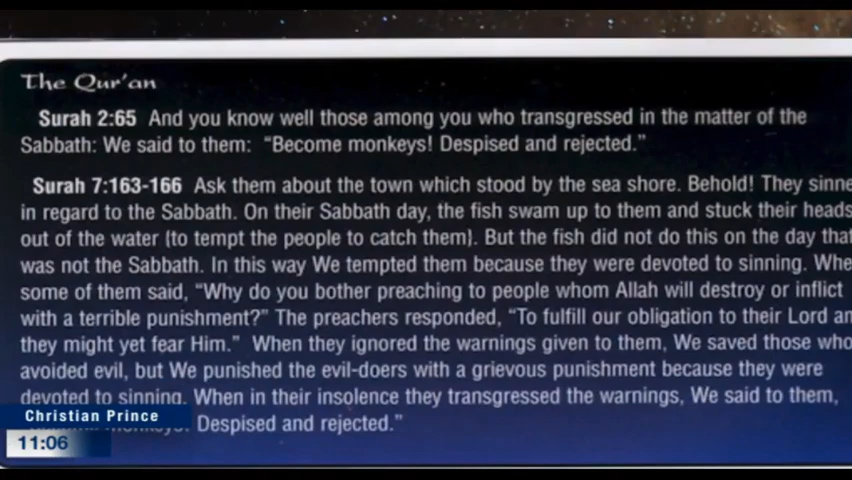 The Qur'an
Surah 2:65 And you know well those among you who transgressed in the matter of the
Sabbath: We said to them: "Become monkeys! Despised and rejected."
Surah 7:163-166 Ask them about the town which stood by the sea shore. Behold! They sinne
in regard to the Sabbath. On their Sabbath day, the fish swam up to them and stuck their heads
out of the water (to tempt the people to catch them). But the fish did not do this on the day that
was not the Sabbath. In this way We tempted them because they were devoted to sinning. Whe
some of them said, "Why do you bother preaching to people whom Allah will destroy or inflict
with a terrible punishment?" The preachers responded, "To fulfill our obligation to their Lord an
they might yet fear Him." When they ignored the warnings given to them, We saved those who
avoided evil, but We punished the evil-doers with a grievous punishment because they were
devoted to sinning. When in their insolence they transgressed the warnings, We said to them,
Despised and rejected."
Christian Prince
11:06